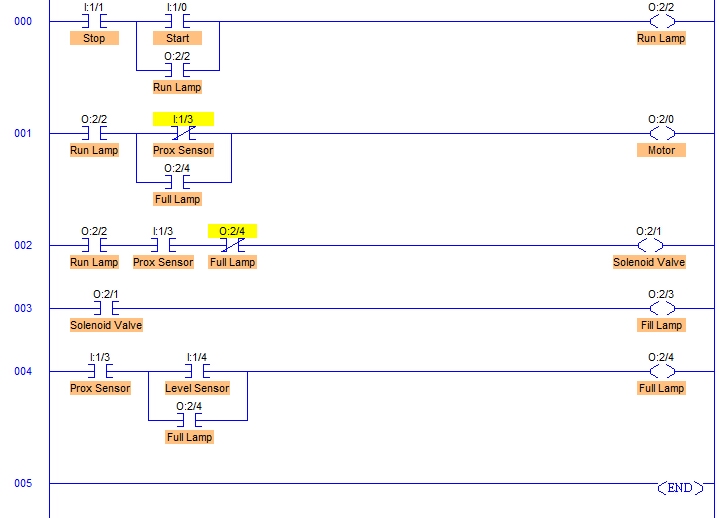 I:1/1 I:1/0 O:2/2
000
Stop Start Run Lamp
O:2/2
Run Lamp
O:2/2 I:1/3 O:2/0
001
Run Lamp Prox Sensor Motor
O:2/4
Full Lamp
O:2/2 I:1/3 O:2/4 O:2/1
002
Run Lamp Prox Sensor Full Lamp Solenoid Valve
O:2/1 O:2/3
003
Solenoid Valve Fill Lamp
I:1/3 I:1/4 O:2/4
004
Prox Sensor Level Sensor Full Lamp
O:2/4
Full Lamp
005 END